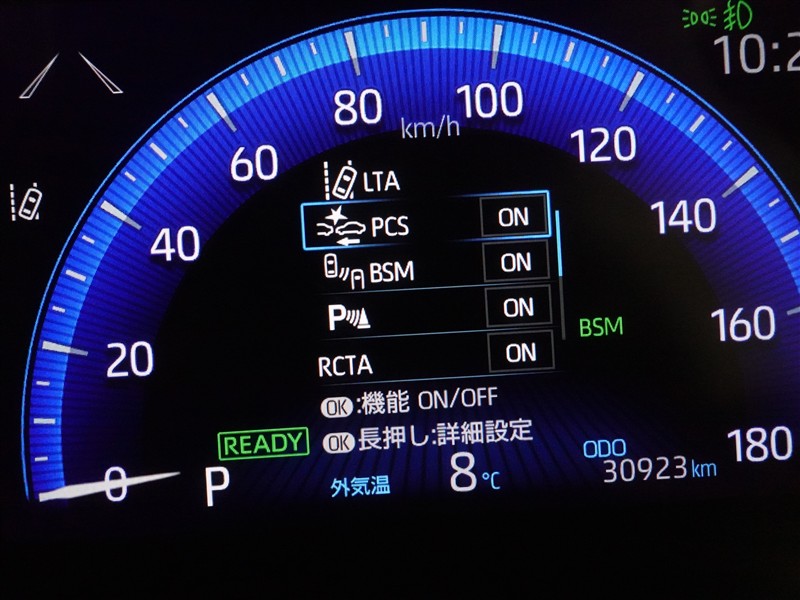 10:2
80
100
km/h
60
120
LTA
40
PCS ON
140
BSM ON
P ON
BSM
160
20
RCTA ON
OK:機能 ON/OFF
OK長押し:詳細設定
READY
ODO
180
0
P
外気温 8℃
30923km